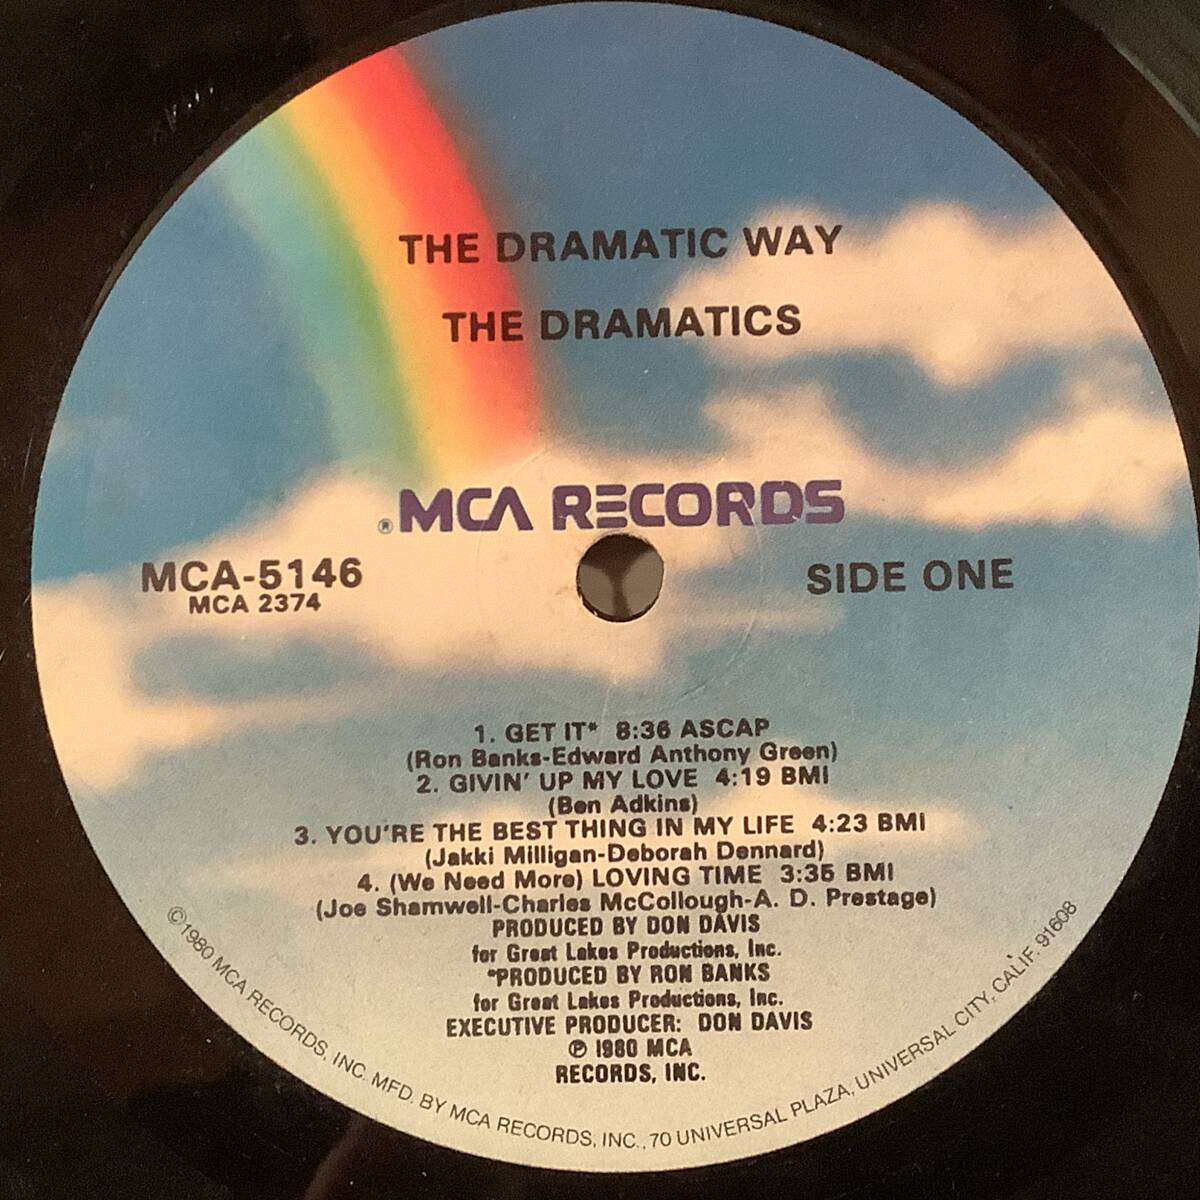 THE DRAMATIC WAY
THE DRAMATICS
® MCA RECORDS
MCA-5146
MCA 2374
SIDE ONE
1. GET IT* 8:36 ASCAP
(Ron Banks-Edward Anthony Green)
2. GIVIN' UP MY LOVE 4:19 BMI
(Ben Adkins)
3. YOU'RE THE BEST THING IN MY LIFE 4:23 BMI
(Jakki Milligan-Deborah Dennard)
4. (We Need More) LOVING TIME 3:35 BMI
(Joe Shamwell-Charles McCollough-A. D. Prestage)
PRODUCED BY DON DAVIS
for Great Lakes Productions, Inc.
*PRODUCED BY RON BANKS
for Great Lakes Productions, Inc.
EXECUTIVE PRODUCER: DON DAVIS
℗ 1980 MCA
RECORDS, INC.
©1980 MCA RECORDS, INC. MFD. BY MCA RECORDS, INC., 70 UNIVERSAL PLAZA, UNIVERSAL CITY, CALIF. 91608